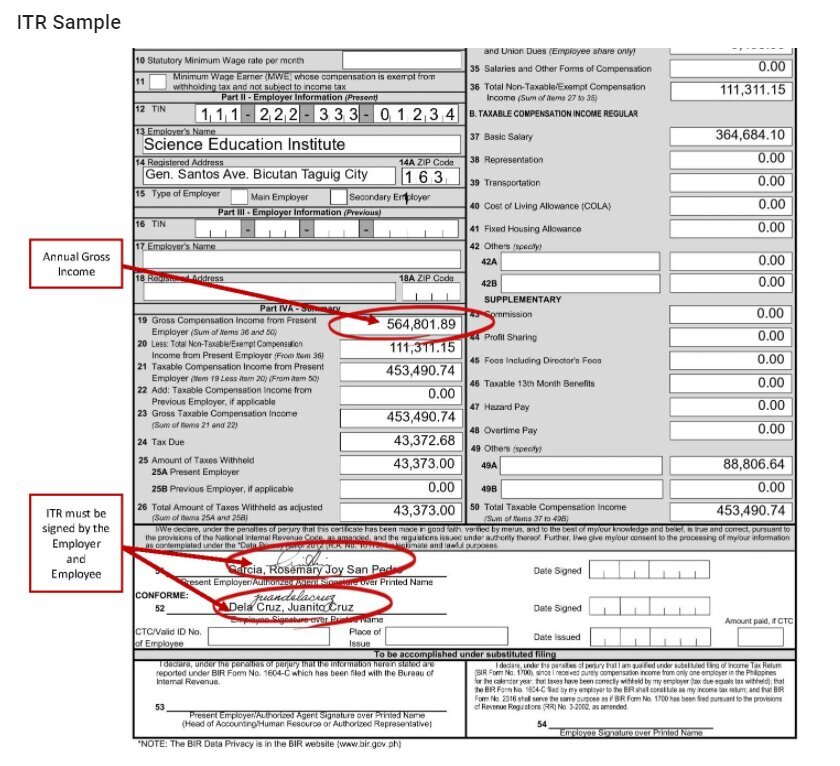 ITR Sample
10 Statutory Minimum Wage rate per month
11 Minimum Wage Earner (MWE) whose compensation is exempt from
withholding tax and not subject to income tax
Part II - Employer Information (Present)
12 TIN 1 1 1 - 2 2 2 - 3 3 3 - 0 1 2 3 4
13 Employer's Name
Science Education Institute
14 Registered Address 14A ZIP Code
Gen. Santos Ave. Bicutan Taguig City 1 6 3
15 Type of Employer Main Employer Secondary Employer
Part III - Employer Information (Previous)
16 TIN - - -
17 Employer's Name
18 Registered Address 18A ZIP Code
Part IVA - Summary
19 Gross Compensation Income from Present
Employer (Sum of Items 36 and 50) 564,801.89
20 Less: Total Non-Taxable/Exempt Compensation
Income from Present Employer (From Item 36) 111,311.15
21 Taxable Compensation Income from Present
Employer (Item 19 Less Item 20) (From Item 50) 453,490.74
22 Add: Taxable Compensation Income from
Previous Employer, if applicable 0.00
23 Gross Taxable Compensation Income
(Sum of Items 21 and 22) 453,490.74
24 Tax Due 43,372.68
25 Amount of Taxes Withheld
25A Present Employer 43,373.00
25B Previous Employer, if applicable 0.00
26 Total Amount of Taxes Withheld as adjusted
(Sum of Items 25A and 25B) 43,373.00
Annual Gross
Income
ITR must be
signed by the
Employer
and
Employee
and Union Dues (Employee share only)
35 Salaries and Other Forms of Compensation 0.00
36 Total Non-Taxable/Exempt Compensation
Income (Sum of Items 27 to 35) 111,311.15
B. TAXABLE COMPENSATION INCOME REGULAR
37 Basic Salary 364,684.10
38 Representation 0.00
39 Transportation 0.00
40 Cost of Living Allowance (COLA) 0.00
41 Fixed Housing Allowance 0.00
42 Others (specify)
42A 0.00
42B 0.00
SUPPLEMENTARY
43 Commission 0.00
44 Profit Sharing 0.00
45 Fees Including Director's Fees 0.00
46 Taxable 13th Month Benefits 0.00
47 Hazard Pay 0.00
48 Overtime Pay 0.00
49 Others (specify)
49A 88,806.64
49B 0.00
50 Total Taxable Compensation Income
(Sum of Items 37 to 49B) 453,490.74
I/We declare, under the penalties of perjury that this certificate has been made in good faith, verified by me/us, and to the best of my/our knowledge and belief, is true and correct, pursuant to
the provisions of the National Internal Revenue Code, as amended, and the regulations issued under authority thereof. Further, I/we give my/our consent to the processing of my/our information
as contemplated under the "Data Privacy Act of 2012 (R.A. No. 10173) legitimate and lawful purposes.
51 Garcia, Rosemary Joy San Pedro Date Signed
Present Employer/Authorized Agent Signature over Printed Name
CONFORME:
juandelacruz
52 Dela Cruz, Juanito Cruz Date Signed
Employee Signature over Printed Name
Amount paid, if CTC
CTC/Valid ID No. Place of Date Issued
of Employee Issue
To be accomplished under substituted filing
I declare, under the penalties of perjury that the information herein stated are
reported under BIR Form No. 1604-C which has been filed with the Bureau of
Internal Revenue.
53
Present Employer/Authorized Agent Signature over Printed Name
(Head of Accounting/Human Resource or Authorized Representative)
I declare, under the penalties of perjury that I am qualified under substituted filing of Income Tax Return
(BIR Form No. 1700), since I received purely compensation income from only one employer in the Philippines
for the calendar year; that taxes have been correctly withheld by my employer (tax due equals tax withheld); that
the BIR Form No. 1604-C filed by my employer to the BIR shall constitute as my income tax return; and that BIR
Form No. 2316 shall serve the same purpose as if BIR Form No. 1700 has been filed pursuant to the provisions
of Revenue Regulations (RR) No. 3-2002, as amended.
54
Employee Signature over Printed Name
*NOTE: The BIR Data Privacy is in the BIR website (www.bir.gov.ph)